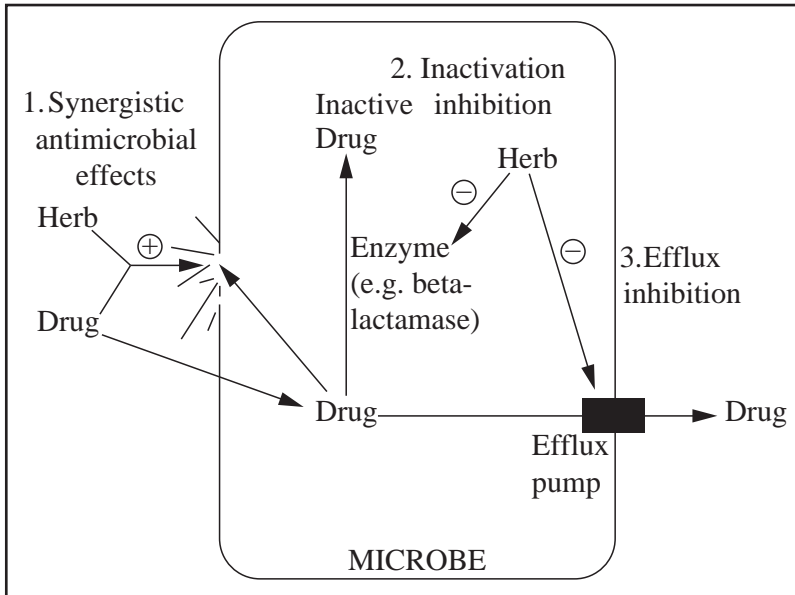 1. Synergistic
antimicrobial
effects
Herb
+
Drug
2. Inactivation
inhibition
Inactive
Drug
Herb
−
−
Enzyme
(e.g. beta-
lactamase)
3.Efflux
inhibition
Drug
Efflux
pump
Drug
MICROBE